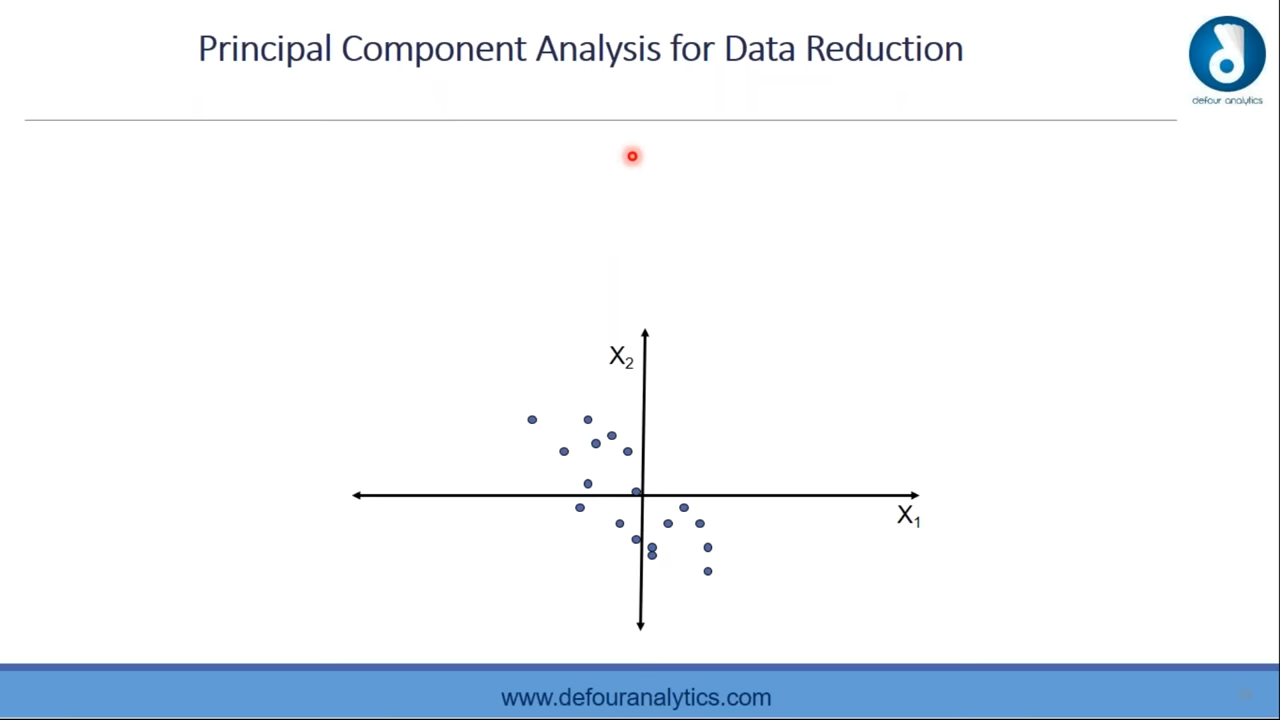 Principal Component Analysis for Data Reduction
defour analytics
X₂
X₁
www.defouranalytics.com